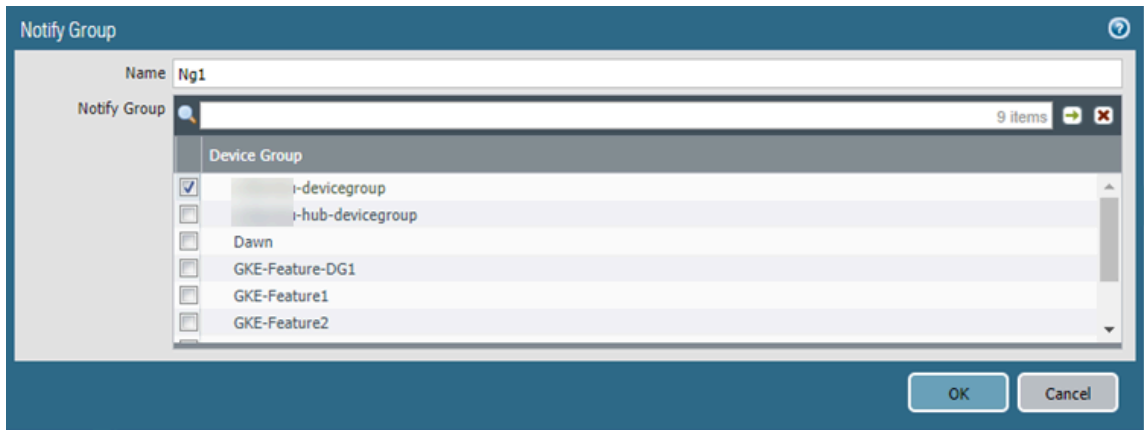 Notify Group
Name Ng1
Notify Group
9 items
Device Group
-devicegroup
-hub-devicegroup
Dawn
GKE-Feature-DG1
GKE-Feature1
GKE-Feature2
OK Cancel